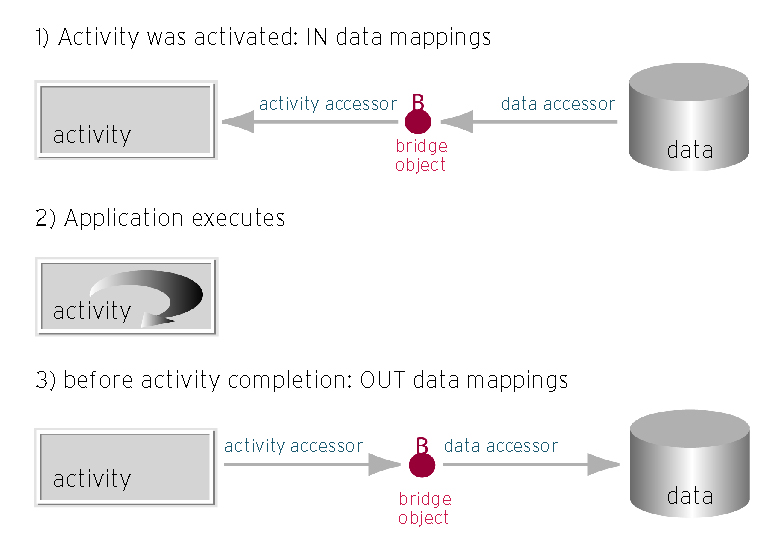 1) Activity was activated: IN data mappings
activity accessor
B
data accessor
activity
bridge
object
data
2) Application executes
activity
3) before activity completion: OUT data mappings
activity accessor
B
data accessor
activity
bridge
object
data